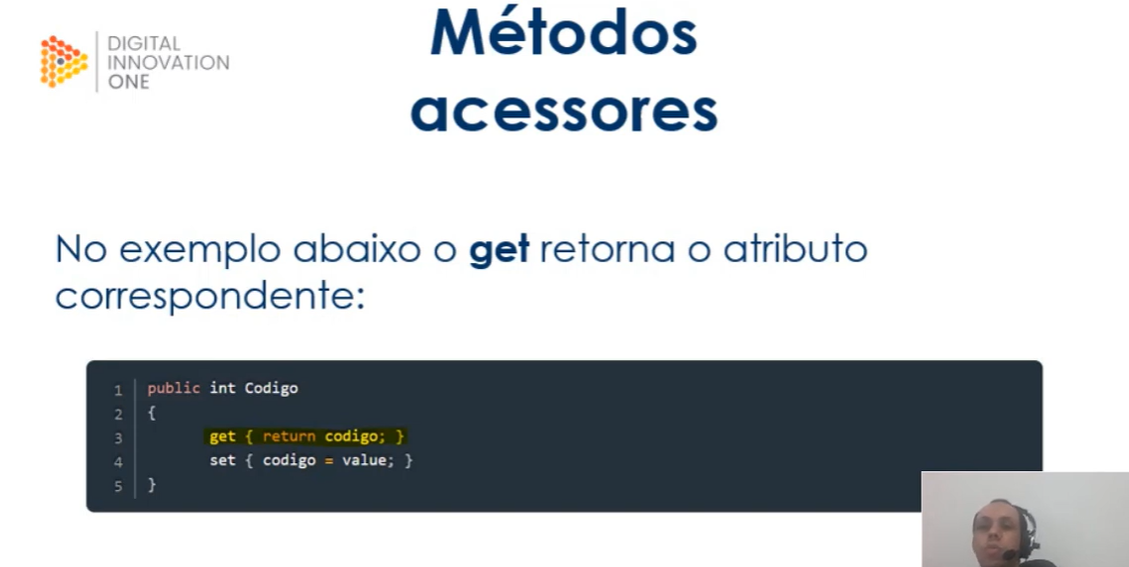 DIGITAL
INNOVATION
ONE
Métodos
acessores
No exemplo abaixo o get retorna o atributo
correspondente:
1 public int Codigo
2 {
3 get { return codigo; }
4 set { codigo = value; }
5 }